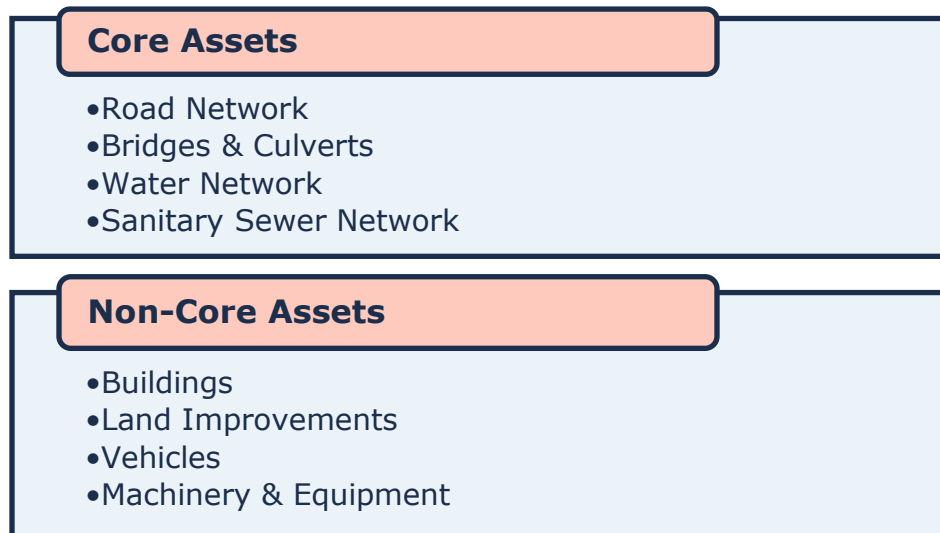 Core Assets
•Road Network
•Bridges & Culverts
•Water Network
•Sanitary Sewer Network
Non-Core Assets
•Buildings
•Land Improvements
•Vehicles
•Machinery & Equipment